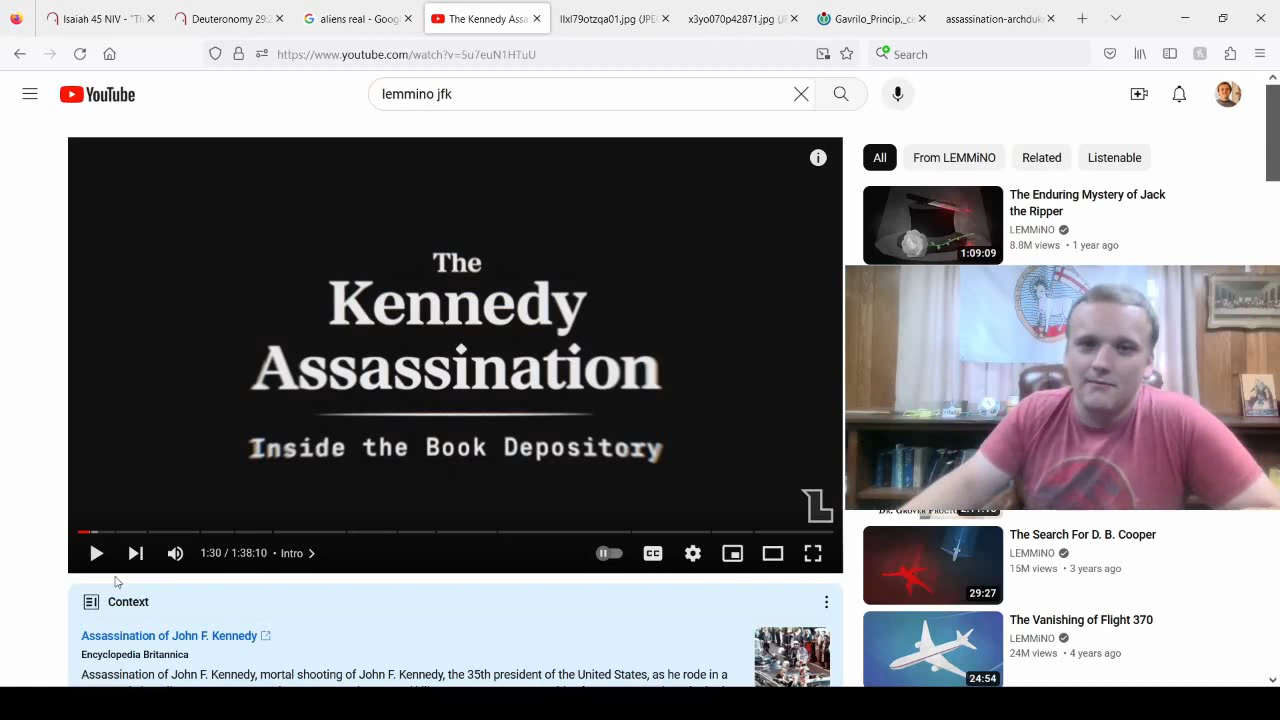 Isaiah 45 NIV - "Th
Deuteronomy 29:2
aliens real - Goog
The Kennedy Assa
llxl79otzqa01.jpg (JPE
x3yo070p42871.jpg (
Gavrilo_Princip,_ce
assassination-archduke
https://www.youtube.com/watch?v=5u7euN1HTuU
Search
YouTube
lemmino jfk
The
Kennedy
Assassination
Inside the Book Depository
1:30 / 1:38:10 • Intro
CC
Context
Assassination of John F. Kennedy
Encyclopedia Britannica
Assassination of John F. Kennedy, mortal shooting of John F. Kennedy, the 35th president of the United States, as he rode in a
All
From LEMMiNO
Related
Listenable
The Enduring Mystery of Jack
the Ripper
LEMMiNO
8.8M views • 1 year ago
1:09:09
The Search For D. B. Cooper
LEMMiNO
15M views • 3 years ago
29:27
The Vanishing of Flight 370
LEMMiNO
24M views • 4 years ago
24:54